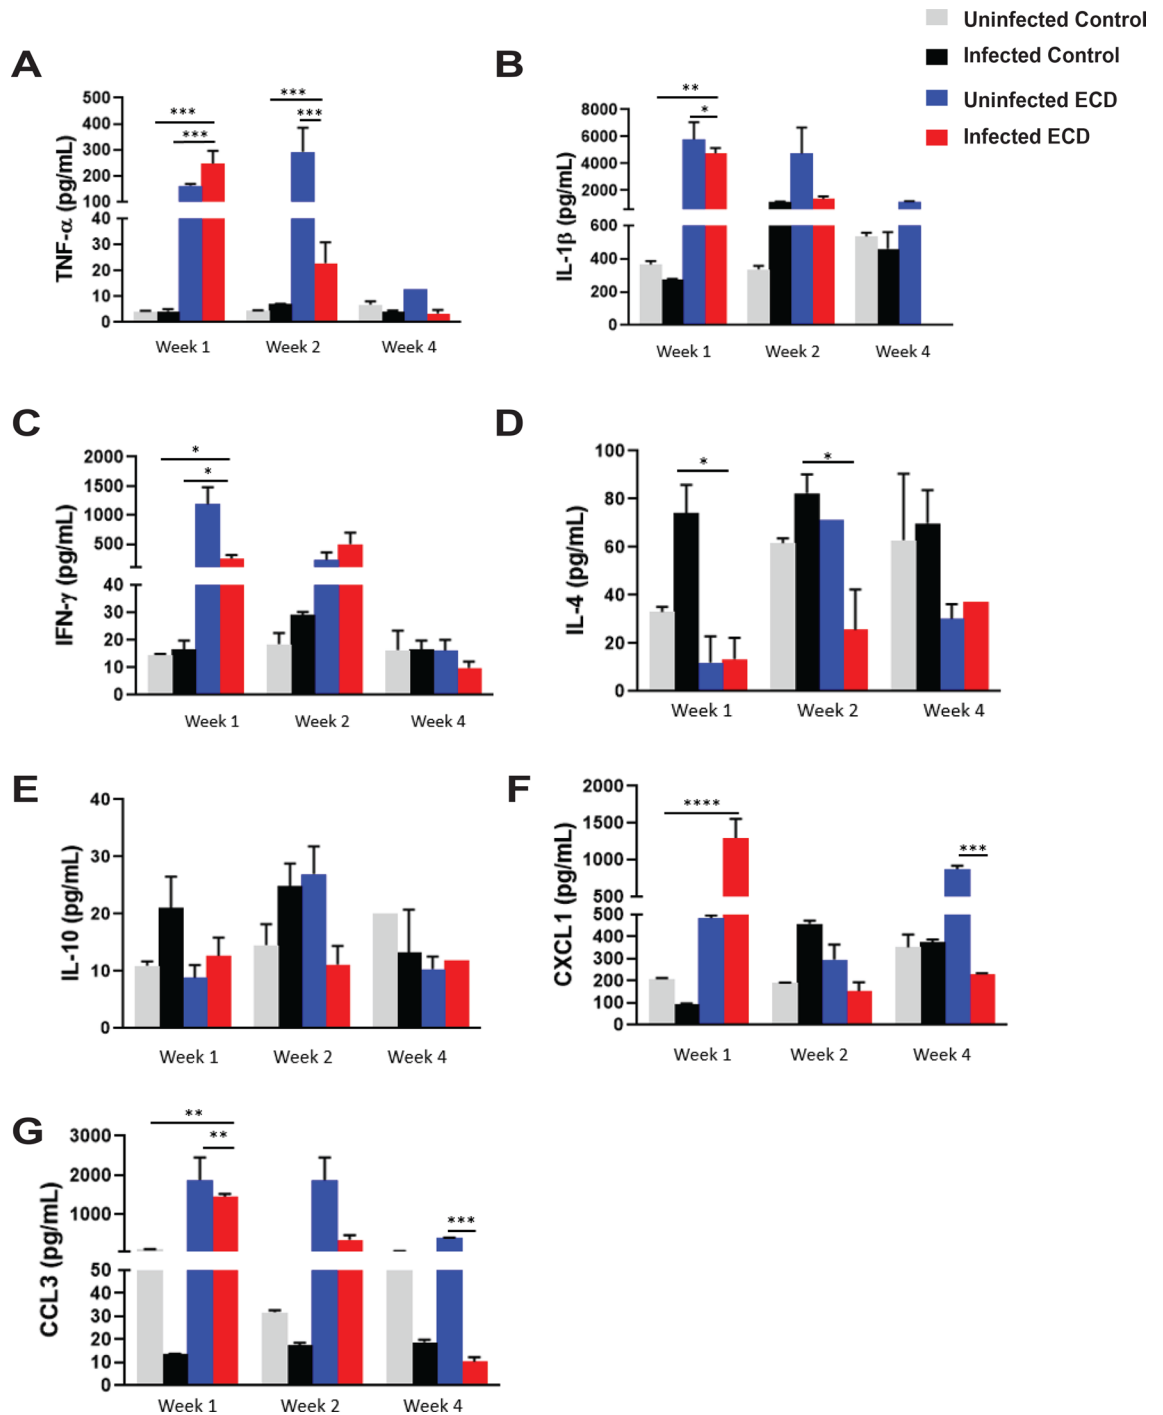 Uninfected Control
Infected Control
Uninfected ECD
Infected ECD
A
TNF-α (pg/mL)
500
400
300
200
100
40
30
20
10
0
***
***
***
***
Week 1
Week 2
Week 4
B
IL-1β (pg/mL)
8000
6000
4000
2000
600
400
200
0
**
*
Week 1
Week 2
Week 4
C
IFN-γ (pg/mL)
2000
1500
1000
500
40
30
20
10
0
*
*
Week 1
Week 2
Week 4
D
IL-4 (pg/mL)
100
80
60
40
20
0
*
*
Week 1
Week 2
Week 4
E
IL-10 (pg/mL)
40
30
20
10
0
Week 1
Week 2
Week 4
F
CXCL1 (pg/mL)
2000
1500
1000
500
500
400
300
200
100
0
****
***
Week 1
Week 2
Week 4
G
CCL3 (pg/mL)
3000
2000
1000
50
40
30
20
10
0
**
**
***
Week 1
Week 2
Week 4